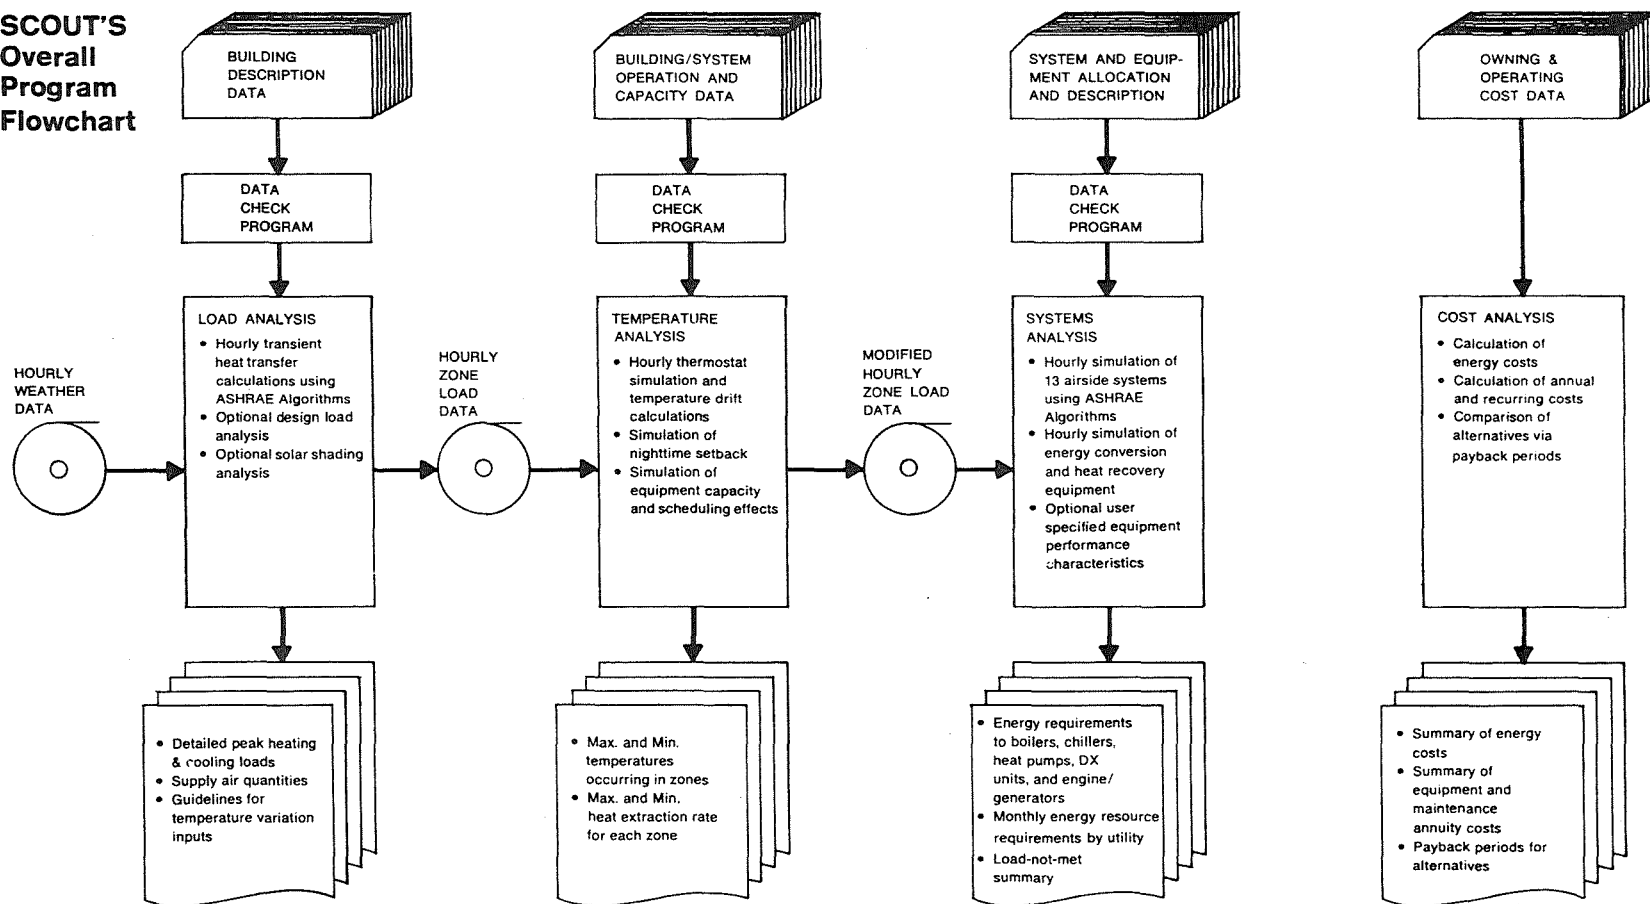 SCOUT'S
Overall
Program
Flowchart
BUILDING
DESCRIPTION
DATA
BUILDING/SYSTEM
OPERATION AND
CAPACITY DATA
SYSTEM AND EQUIP-
MENT ALLOCATION
AND DESCRIPTION
OWNING &
OPERATING
COST DATA
DATA
CHECK
PROGRAM
DATA
CHECK
PROGRAM
DATA
CHECK
PROGRAM
HOURLY
WEATHER
DATA
LOAD ANALYSIS
• Hourly transient
heat transfer
calculations using
ASHRAE Algorithms
• Optional design load
analysis
• Optional solar shading
analysis
HOURLY
ZONE
LOAD
DATA
TEMPERATURE
ANALYSIS
• Hourly thermostat
simulation and
temperature drift
calculations
• Simulation of
nighttime setback
• Simulation of
equipment capacity
and scheduling effects
MODIFIED
HOURLY
ZONE LOAD
DATA
SYSTEMS
ANALYSIS
• Hourly simulation of
13 airside systems
using ASHRAE
Algorithms
• Hourly simulation of
energy conversion
and heat recovery
equipment
• Optional user
specified equipment
performance
characteristics
COST ANALYSIS
• Calculation of
energy costs
• Calculation of annual
and recurring costs
• Comparison of
alternatives via
payback periods
• Detailed peak heating
& cooling loads
• Supply air quantities
• Guidelines for
temperature variation
inputs
• Max. and Min.
temperatures
occurring in zones
• Max. and Min.
heat extraction rate
for each zone
• Energy requirements
to boilers, chillers,
heat pumps, DX
units, and engine/
generators
• Monthly energy resource
requirements by utility
• Load-not-met
summary
• Summary of energy
costs
• Summary of
equipment and
maintenance
annuity costs
• Payback periods for
alternatives